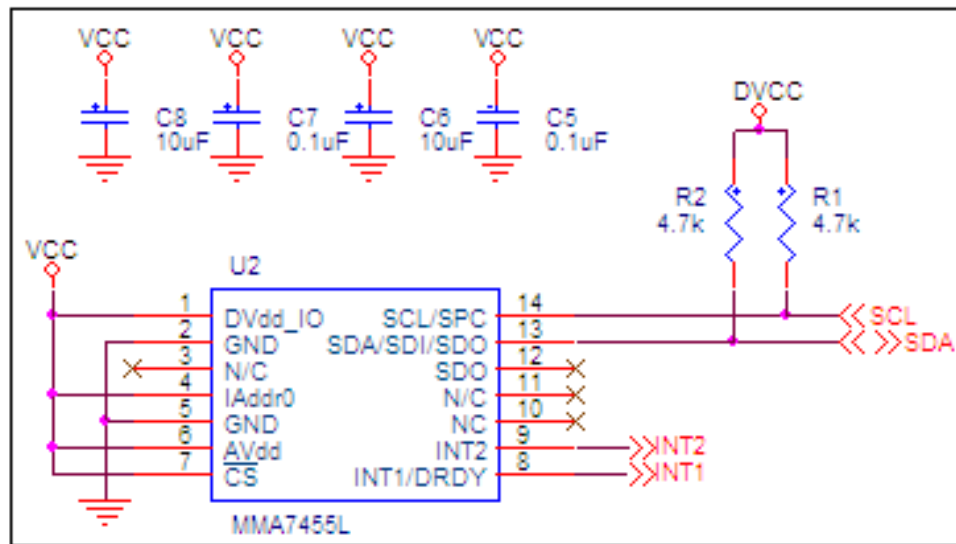 VCC VCC VCC VCC
C8 C7 C6 C5
10uF 0.1uF 10uF 0.1uF
DVCC
R2 R1
4.7k 4.7k
VCC
U2
1 DVdd_IO SCL/SPC 14 SCL
2 GND SDA/SDI/SDO 13 SDA
3 N/C SDO 12
4 IAddr0 N/C 11
5 GND NC 10
6 AVdd INT2 9 INT2
7 CS INT1/DRDY 8 INT1
MMA7455L